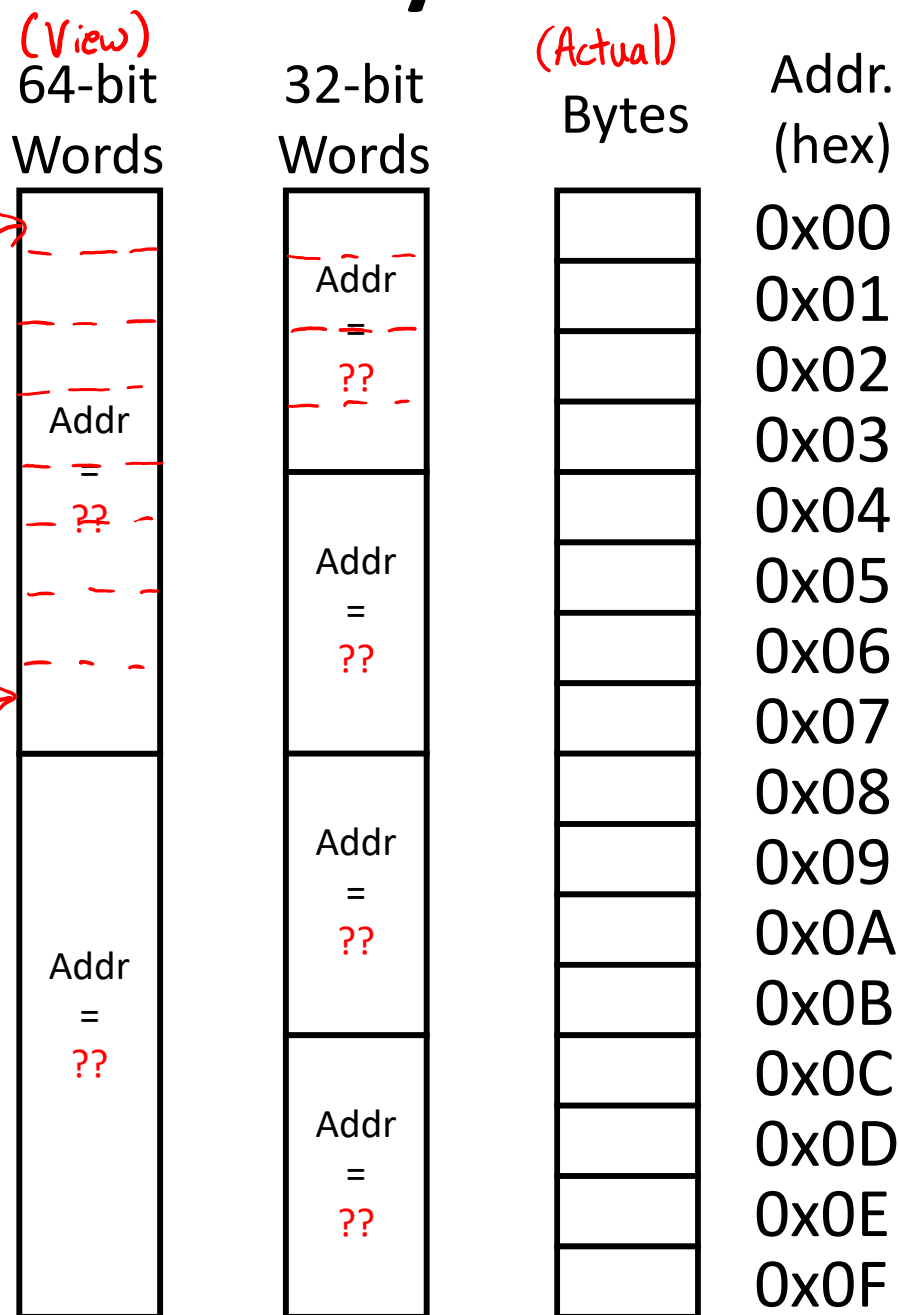 (View)
64-bit
Words
32-bit
Words
(Actual)
Bytes
Addr.
(hex)
Addr
=
??
Addr
=
??
Addr
=
??
Addr
=
??
Addr
=
??
Addr
=
??
0x00
0x01
0x02
0x03
0x04
0x05
0x06
0x07
0x08
0x09
0x0A
0x0B
0x0C
0x0D
0x0E
0x0F